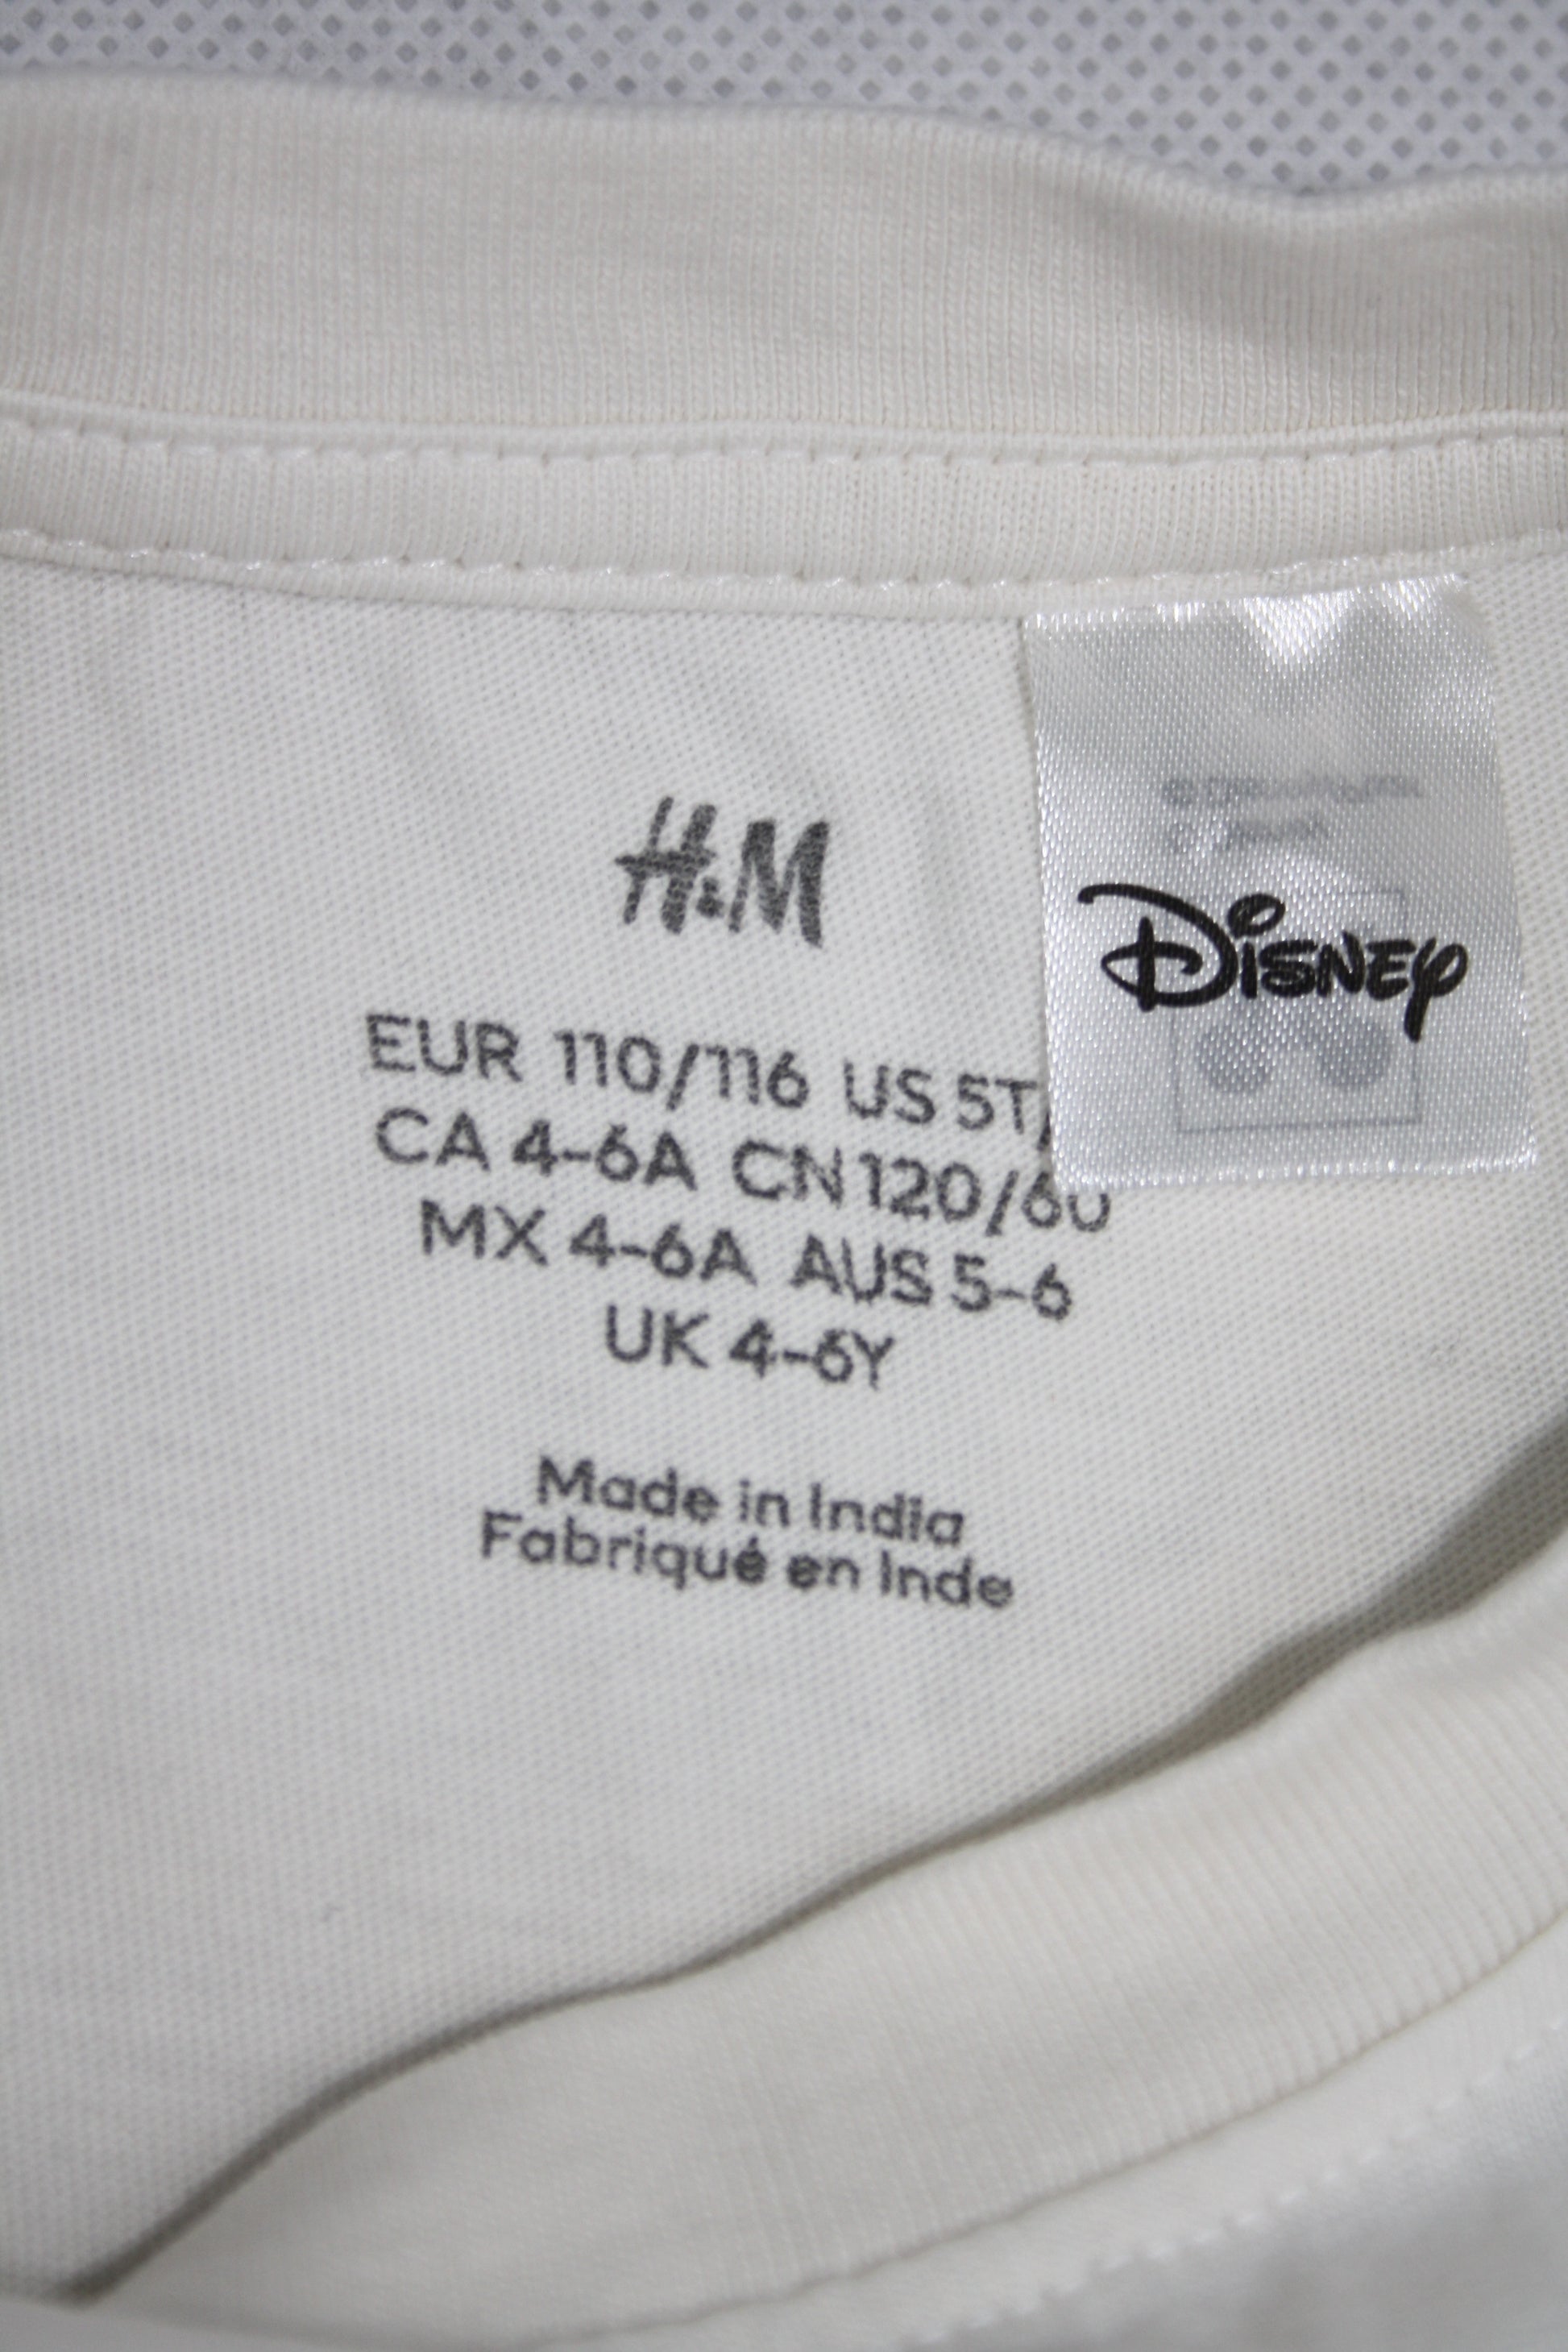 H&M
Disney
EUR 110/116 US 5T/
CA 4-6A CN 120/60
MX 4-6A AUS 5-6
UK 4-6Y
Made in India
Fabriqué en Inde